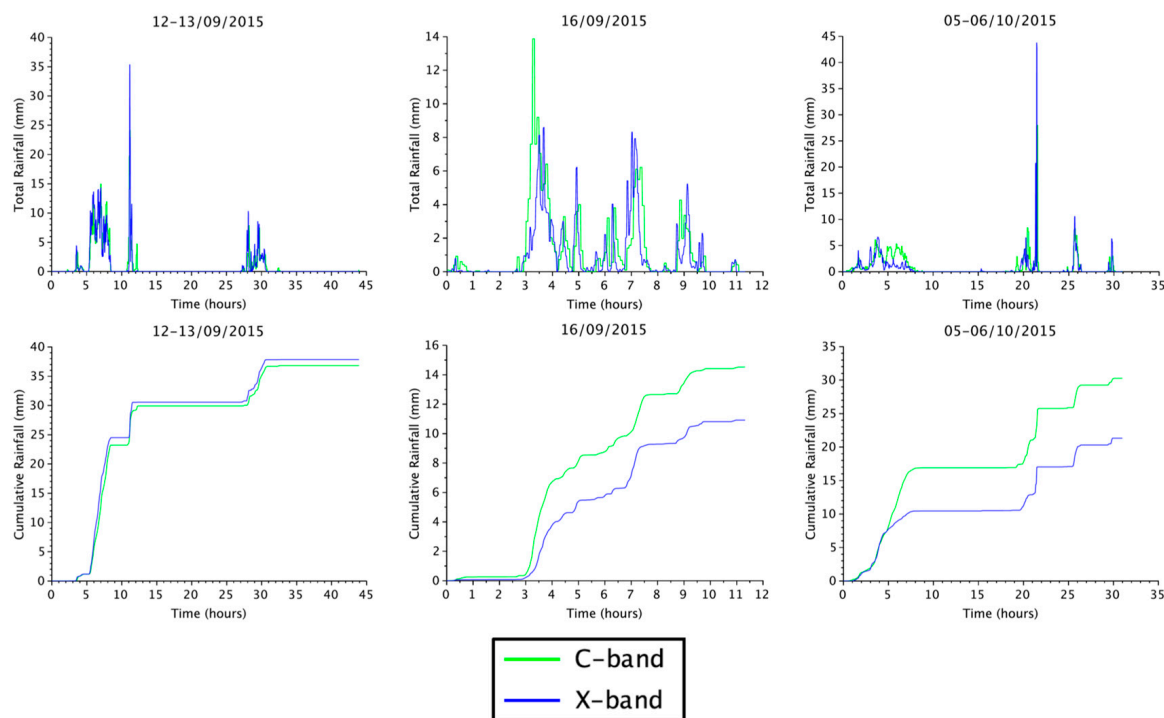 12-13/09/2015
16/09/2015
05-06/10/2015
40
35
30
25
20
15
10
5
0
Total Rainfall (mm)
0 5 10 15 20 25 30 35 40 45
Time (hours)
14
12
10
8
6
4
2
0
Total Rainfall (mm)
0 1 2 3 4 5 6 7 8 9 10 11 12
Time (hours)
45
40
35
30
25
20
15
10
5
0
Total Rainfall (mm)
0 5 10 15 20 25 30 35
Time (hours)
12-13/09/2015
16/09/2015
05-06/10/2015
40
35
30
25
20
15
10
5
0
Cumulative Rainfall (mm)
0 5 10 15 20 25 30 35 40 45
Time (hours)
16
14
12
10
8
6
4
2
0
Cumulative Rainfall (mm)
0 1 2 3 4 5 6 7 8 9 10 11 12
Time (hours)
35
30
25
20
15
10
5
0
Cumulative Rainfall (mm)
0 5 10 15 20 25 30 35
Time (hours)
C-band
X-band